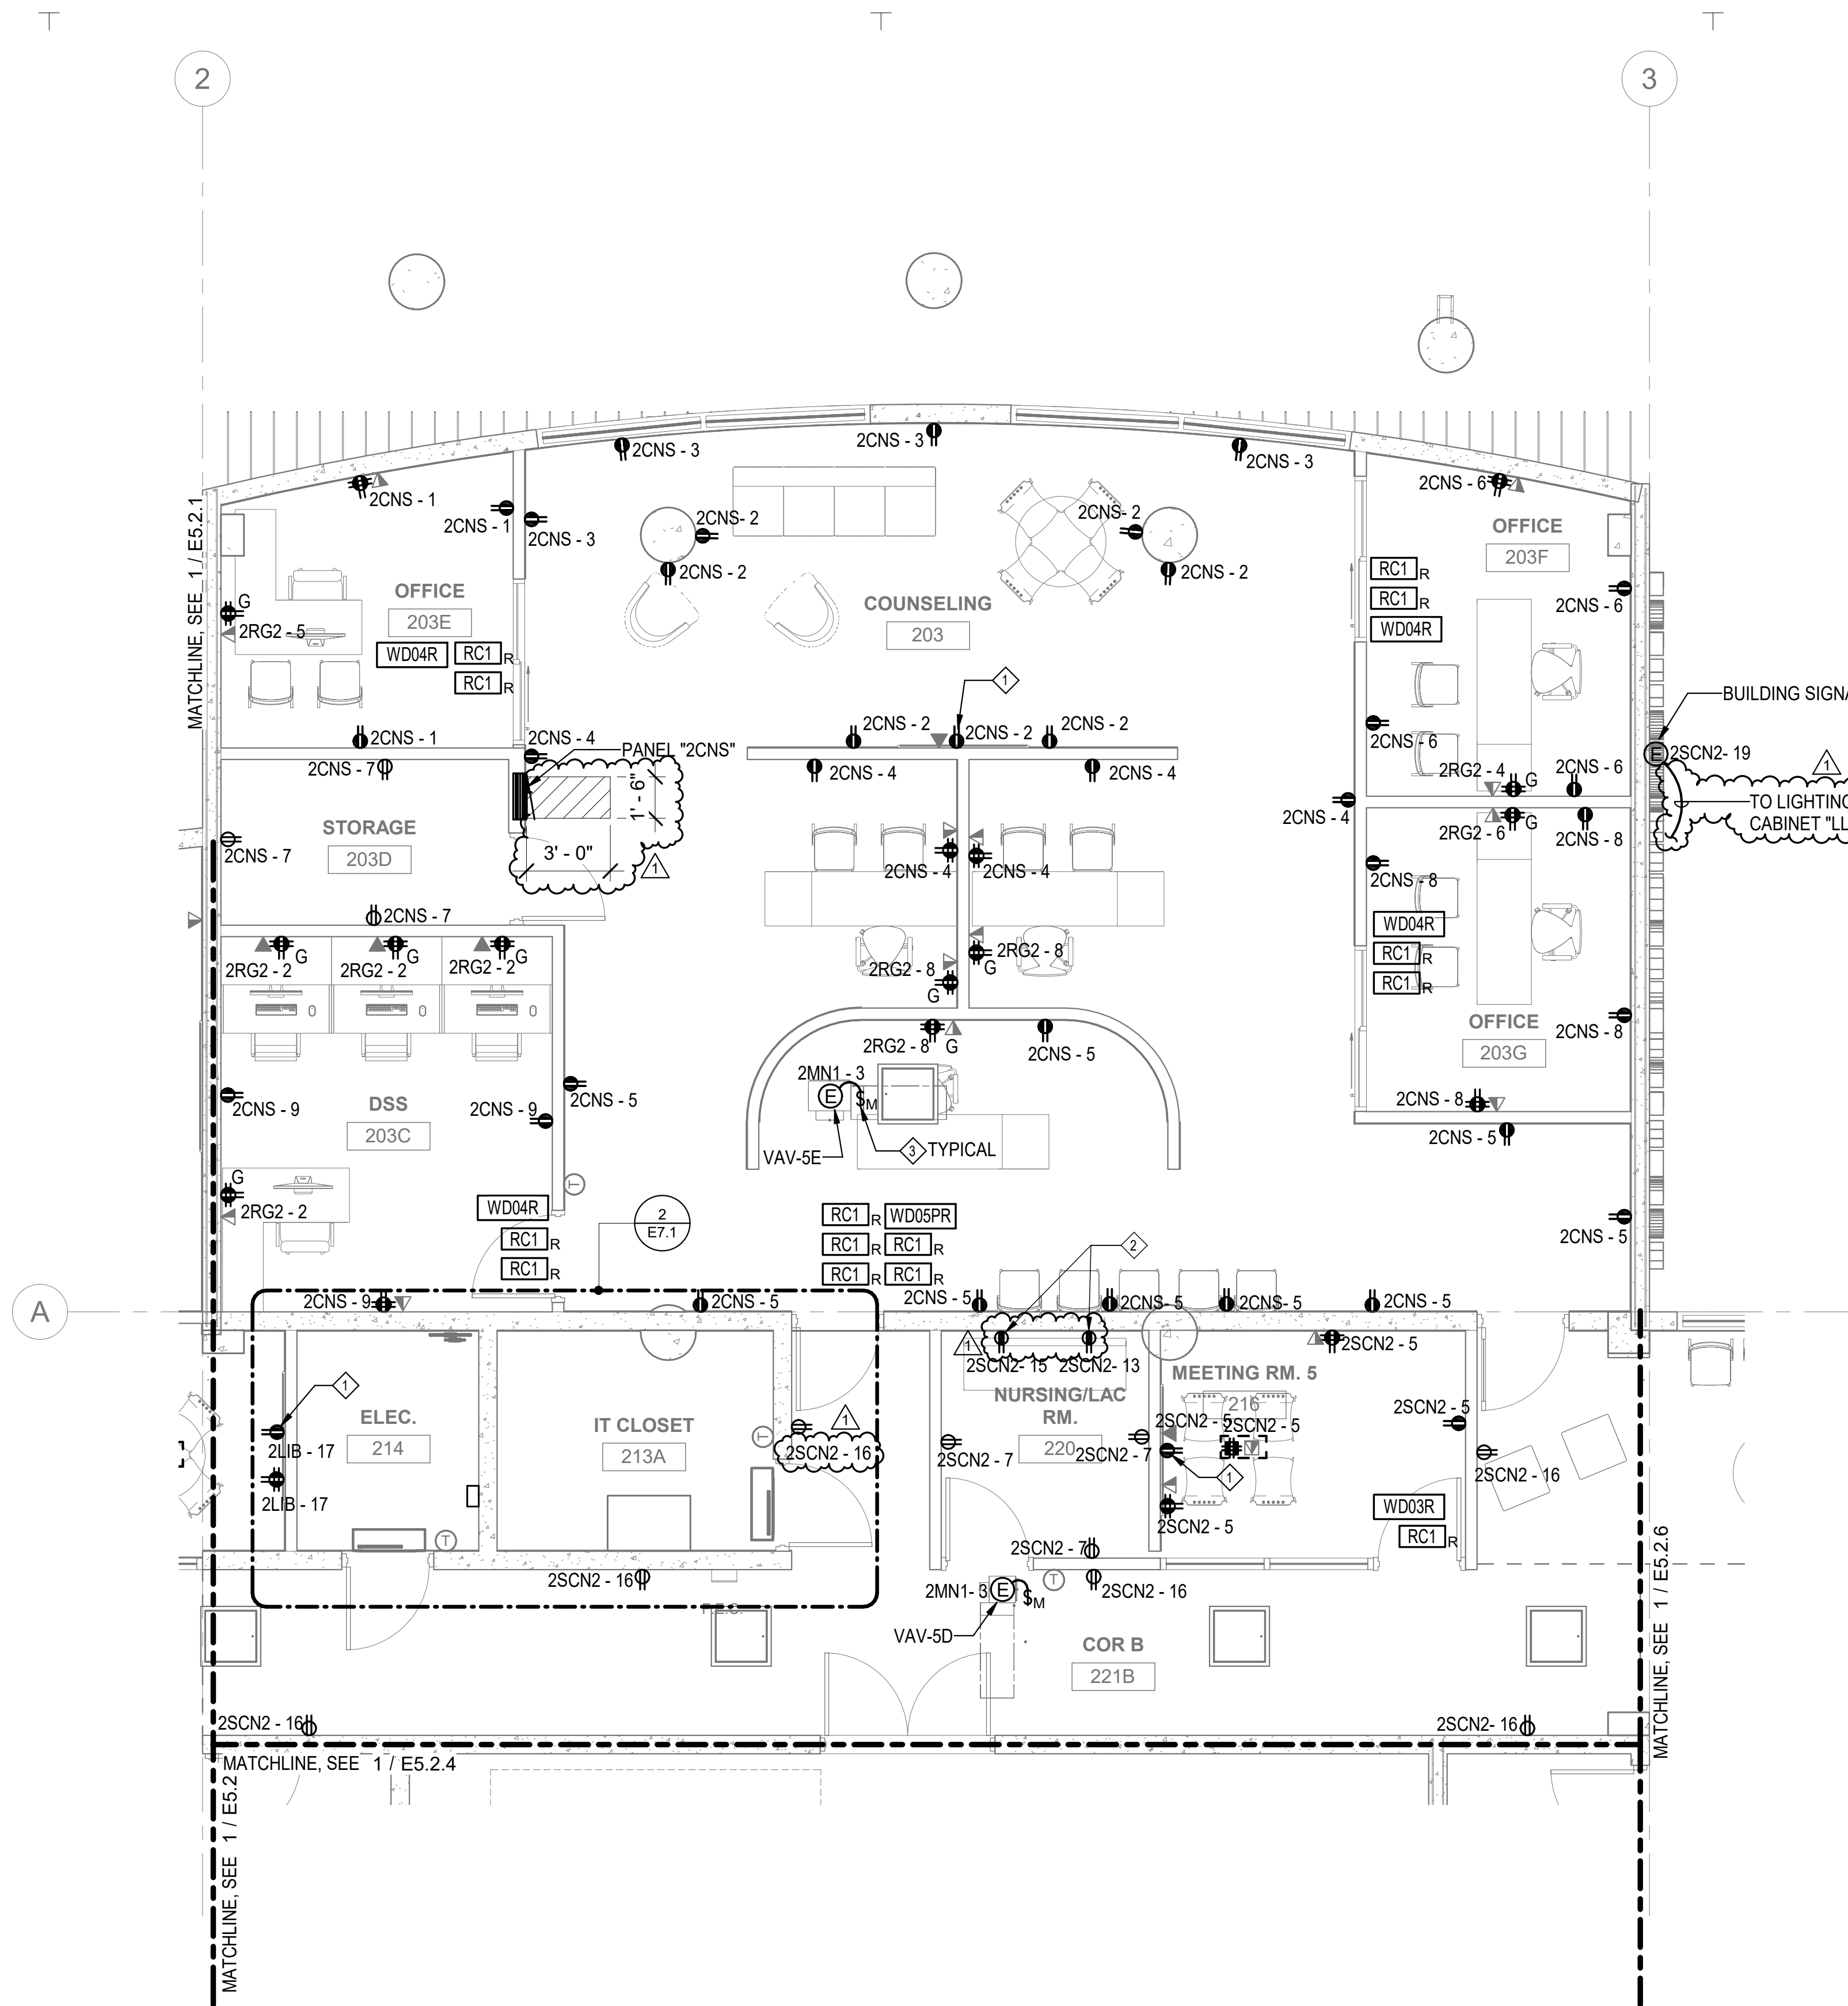 2
3
2CNS - 3
2CNS - 3
2CNS - 3
2CNS - 1
2CNS - 1
2CNS - 3
2CNS- 2
2CNS- 2
2CNS - 6
MATCHLINE, SEE 1 / E5.2.1
OFFICE
203F
2CNS - 2
2CNS - 2
RC1 R
RC1 R
WD04R
2CNS - 6
OFFICE
203E
G
2RG2 - 5
COUNSELING
203
WD04R
RC1 R
RC1 R
1
BUILDING SIGNA
2CNS - 1
2CNS - 4
PANEL "2CNS"
2CNS - 2
2CNS - 2
2CNS - 2
2CNS - 6
2CNS - 7
2CNS - 4
2CNS - 4
2RG2 - 4
G
2CNS - 6
E
2SCN2- 19
1
1' - 6"
3' - 0"
1
2CNS - 4
TO LIGHTING
CABINET "LL
STORAGE
203D
2CNS - 7
2RG2 - 6
G
2CNS - 8
2CNS - 4
2CNS - 4
2CNS - 8
2CNS - 7
WD04R
RC1 R
RC1 R
G
G
G
2RG2 - 2
2RG2 - 2
2RG2 - 2
2RG2 - 8
G
2RG2 - 8
G
OFFICE
203G
2CNS - 8
2RG2 - 8
G
2CNS - 5
2MN1 - 3
E
$M
2CNS - 9
DSS
203C
2CNS - 9
2CNS - 5
2CNS - 8
2CNS - 5
VAV-5E
3
TYPICAL
G
2RG2 - 2
T
WD04R
RC1 R
RC1 R
2
E7.1
RC1 R
WD05PR
RC1 R
RC1 R
RC1 R
RC1 R
2
2CNS - 5
A
2CNS - 9
2CNS - 5
2CNS - 5
2CNS - 5
2CNS - 5
2CNS - 5
1
2SCN2- 15
2SCN2- 13
2SCN2 - 5
MEETING RM. 5
216
NURSING/LAC
RM.
220
1
ELEC.
214
2LIB - 17
2LIB - 17
IT CLOSET
213A
T
1
2SCN2 - 16
2SCN2 - 7
2SCN2 - 7
2SCN2 - 5
2SCN2 - 5
2SCN2 - 5
1
2SCN2 - 16
2SCN2 - 5
WD03R
RC1 R
T
2SCN2 - 7
2SCN2 - 16
2MN1- 3
E
$M
T
2SCN2 - 16
F.E.C.
VAV-5D
COR B
221B
MATCHLINE, SEE 1 / E5.2.6
2SCN2 - 16
2SCN2- 16
MATCHLINE, SEE 1 / E5.2.4
MATCHLINE, SEE 1 / E5.2